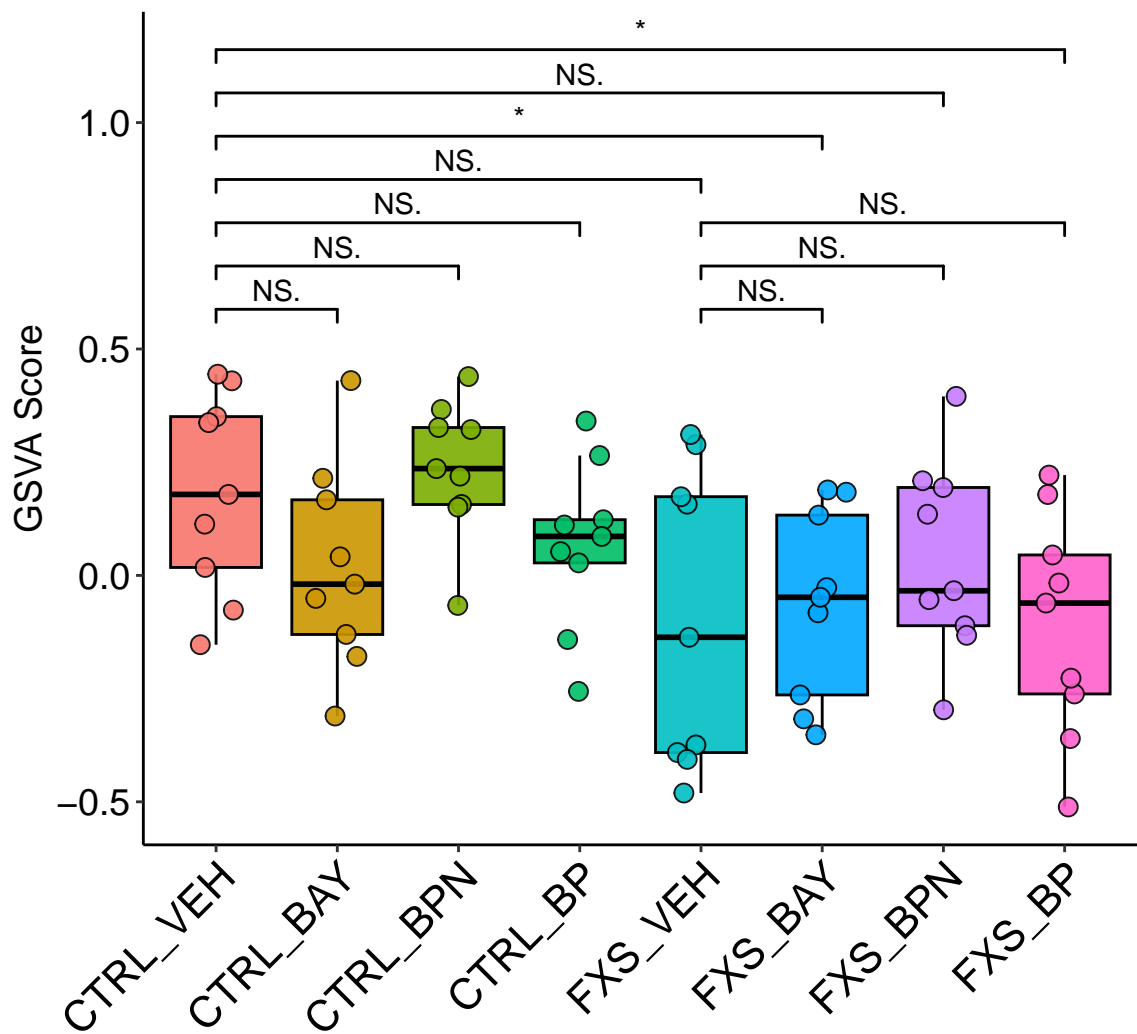 *
NS.
*
NS.
NS.
NS.
NS.
NS.
NS.
NS.
GSVA Score
1.0
0.5
0.0
−0.5
CTRL_VEH
CTRL_BAY
CTRL_BPN
CTRL_BP
FXS_VEH
FXS_BAY
FXS_BPN
FXS_BP